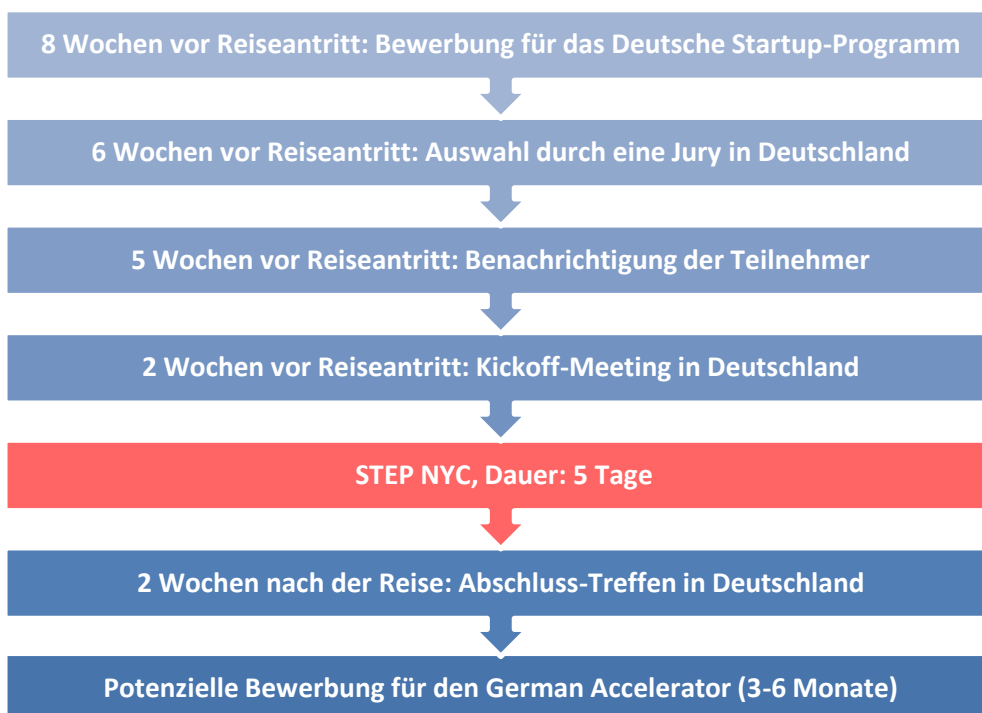 8 Wochen vor Reiseantritt: Bewerbung für das Deutsche Startup-Programm
6 Wochen vor Reiseantritt: Auswahl durch eine Jury in Deutschland
5 Wochen vor Reiseantritt: Benachrichtigung der Teilnehmer
2 Wochen vor Reiseantritt: Kickoff-Meeting in Deutschland
STEP NYC, Dauer: 5 Tage
2 Wochen nach der Reise: Abschluss-Treffen in Deutschland
Potenzielle Bewerbung für den German Accelerator (3-6 Monate)